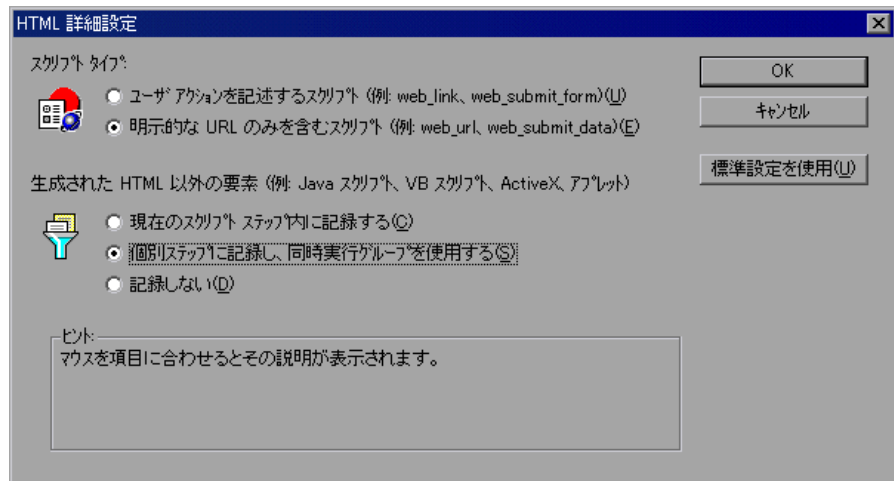 HTML 詳細設定
スクリプト タイプ:
ユーザ アクションを記述するスクリプト (例: web_link、web_submit_form)(U)
明示的な URL のみを含むスクリプト (例: web_url、web_submit_data)(E)
生成された HTML 以外の要素 (例: Java スクリプト、VB スクリプト、ActiveX、アプレット)
現在のスクリプト ステップ内に記録する(C)
個別ステップに記録し、同時実行グループを使用する(S)
記録しない(D)
ヒント:
マウスを項目に合わせるとその説明が表示されます。
OK
キャンセル
標準設定を使用(U)